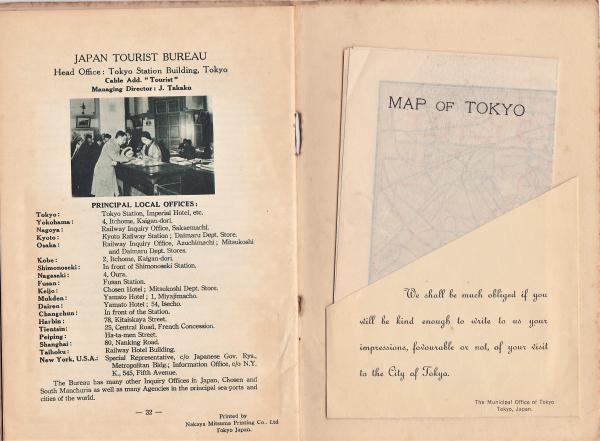 JAPAN TOURIST BUREAU
Head Office: Tokyo Station Building, Tokyo
Cable Add. "Tourist"
Managing Director: J. Takaku
PRINCIPAL LOCAL OFFICES:
Tokyo: Tokyo Station, Imperial Hotel, etc.
Yokohama: 4, Itchome, Kaigan-dori.
Nagoya: Railway Inquiry Office, Sakaemachi.
Kyoto: Kyoto Railway Station; Daimaru Dept. Store.
Osaka: Railway Inquiry Office, Azuchimachi; Mitsukoshi
and Daimaru Dept. Stores.
Kobe: 2, Itchome, Kaigan-dori.
Shimonoseki: In front of Shimonoseki Station.
Nagasaki: 4, Oura.
Fusan: Fusan Station.
Keijo: Chosen Hotel; Mitsukoshi Dept, Store.
Mukden: Yamato Hotel; 1, Miyajimacho.
Dairen: Yamato Hotel; 54, Isecho.
Changchun: In front of the Station.
Harbin: 78, Kitaiskaya Street.
Tientsin: 25, Central Road, French Concession.
Peiping: Ha-ta-men Street.
Shanghai: 80, Nanking Road.
Taihoku: Railway Hotel Building.
New York, U.S.A.: Special Representative, c/o Japanese Gov. Rys.,
Metropolitan Bldg.; Information Office, c/o N.Y.
K., 545, Fifth Avenue.
The Bureau has many other Inquiry Offices in Japan, Chosen and
South Manchuria as well as many Agencies in the principal sea-ports and
cities of the world.
— 32 —
Printed by
Nakaya Mitsuma Printing Co., Ltd
Tokyo Japan.
MAP OF TOKYO
We shall be much obliged if you
will be kind enough to write to us your
impressions, favourable or not, of your visit
to the City of Tokyo.
The Municipal Office of Tokyo
Tokyo, Japan.